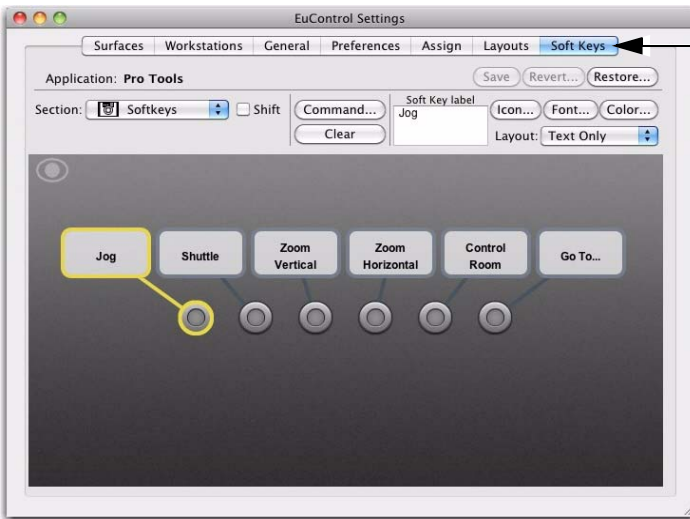 EuControl Settings
Surfaces Workstations General Preferences Assign Layouts Soft Keys
Application: Pro Tools
Save Revert... Restore...
Section: Softkeys Shift Command... Clear
Soft Key label
Jog
Icon... Font... Color...
Layout: Text Only
Jog
Shuttle
Zoom
Vertical
Zoom
Horizontal
Control
Room
Go To...